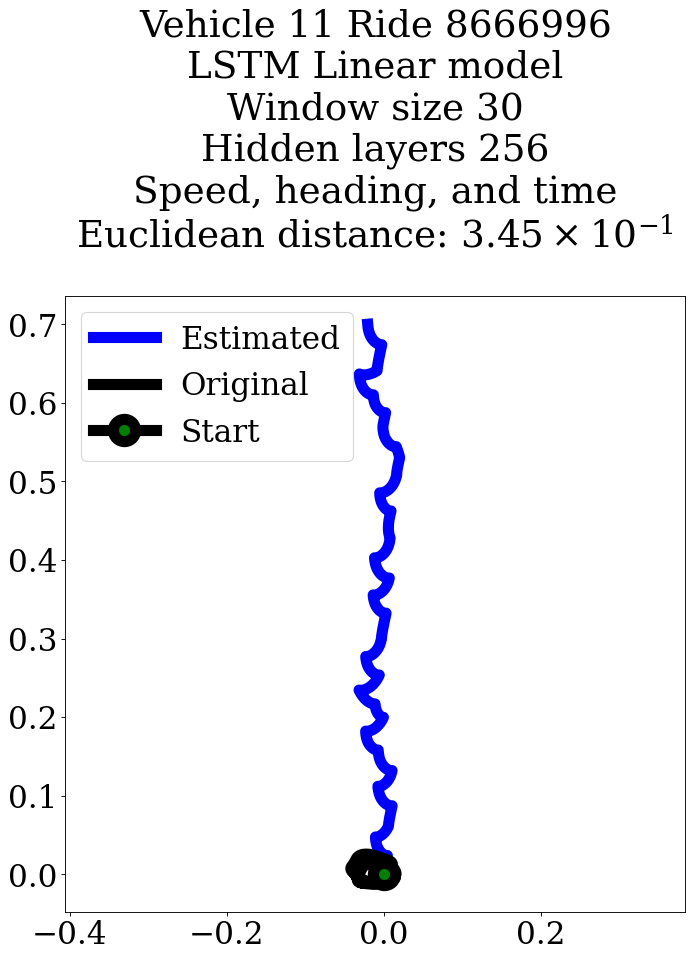 Vehicle 11 Ride 8666996
LSTM Linear model
Window size 30
Hidden layers 256
Speed, heading, and time
Euclidean distance: 3.45 × 10⁻¹
Estimated
Original
Start
0.7
0.6
0.5
0.4
0.3
0.2
0.1
0.0
−0.4 −0.2 0.0 0.2